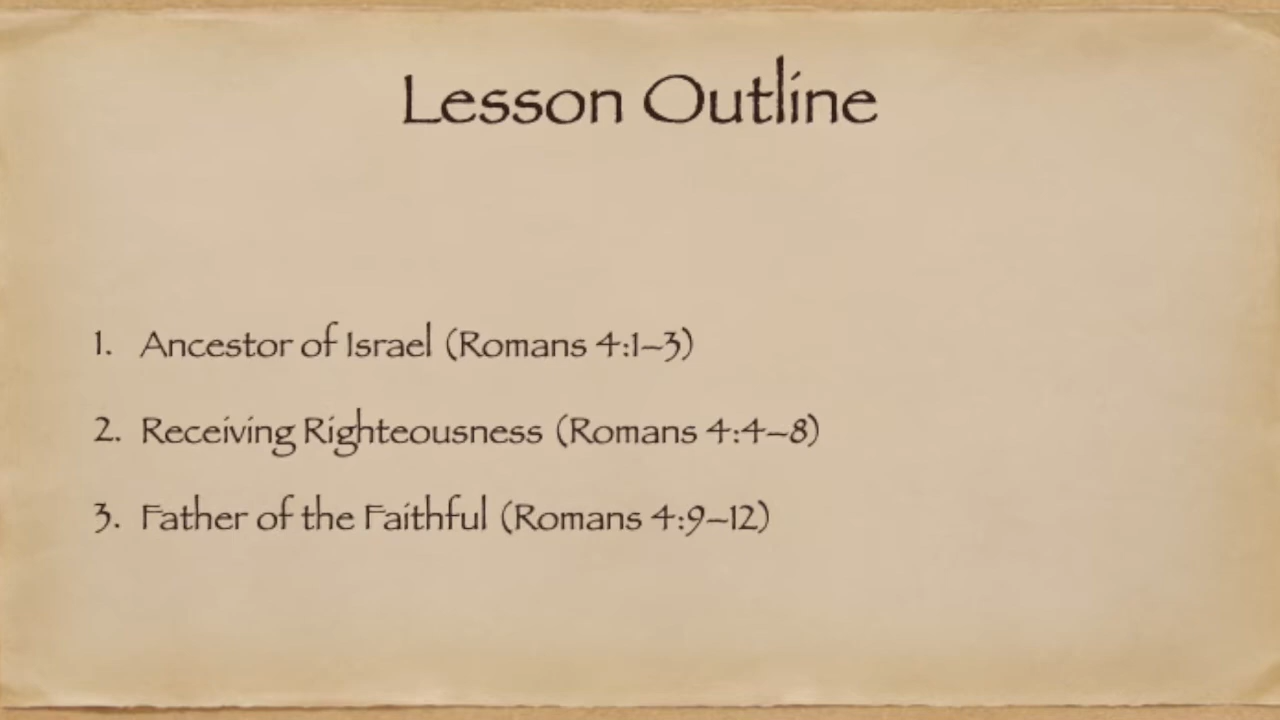 Lesson Outline
1. Ancestor of Israel (Romans 4:1–3)
2. Receiving Righteousness (Romans 4:4–8)
3. Father of the Faithful (Romans 4:9–12)